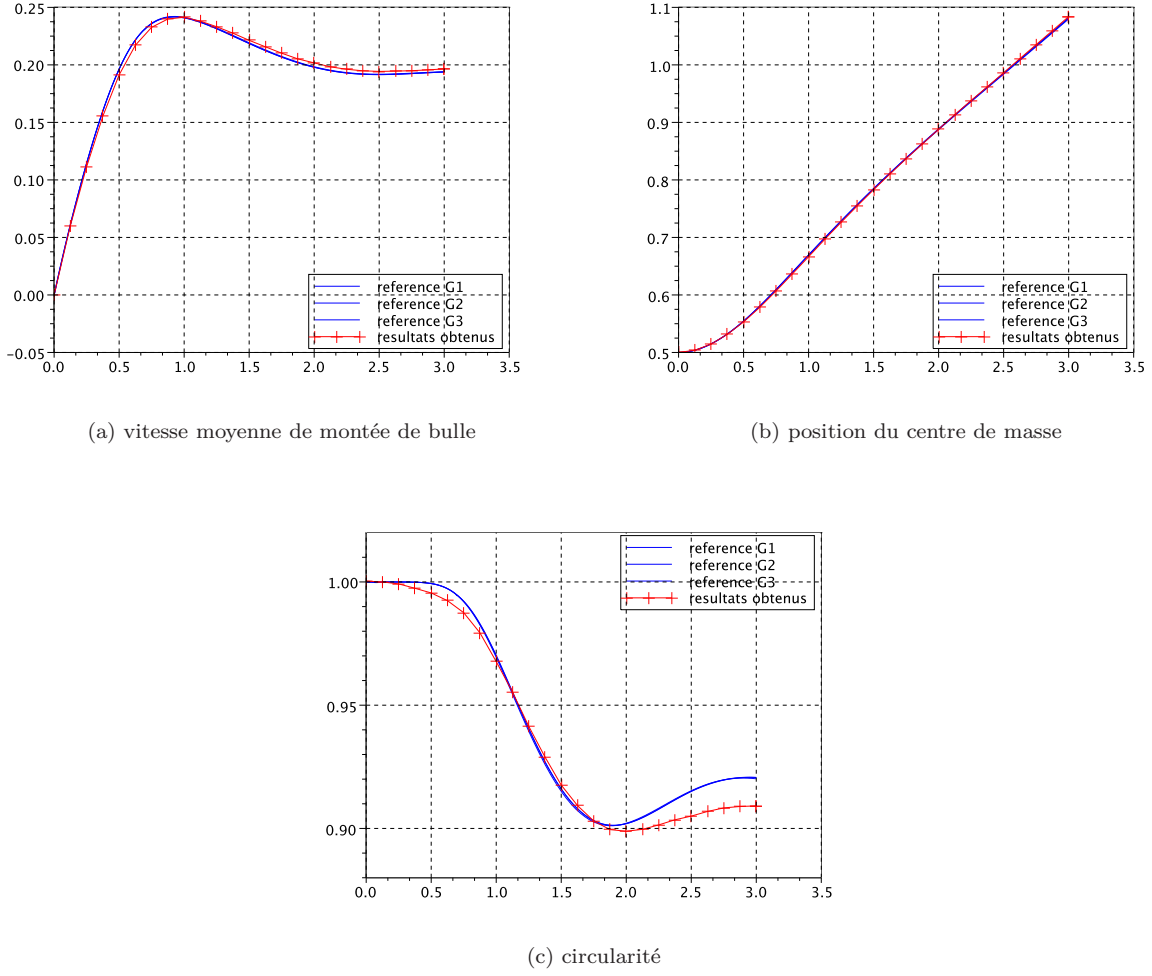 0.25
0.20
0.15
0.10
0.05
0.00
−0.05
0.0 0.5 1.0 1.5 2.0 2.5 3.0 3.5
reference G1
reference G2
reference G3
resultats obtenus
(a) vitesse moyenne de montée de bulle
1.1
1.0
0.9
0.8
0.7
0.6
0.5
0.0 0.5 1.0 1.5 2.0 2.5 3.0 3.5
reference G1
reference G2
reference G3
resultats obtenus
(b) position du centre de masse
1.00
0.95
0.90
0.0 0.5 1.0 1.5 2.0 2.5 3.0 3.5
reference G1
reference G2
reference G3
resultats obtenus
(c) circularité